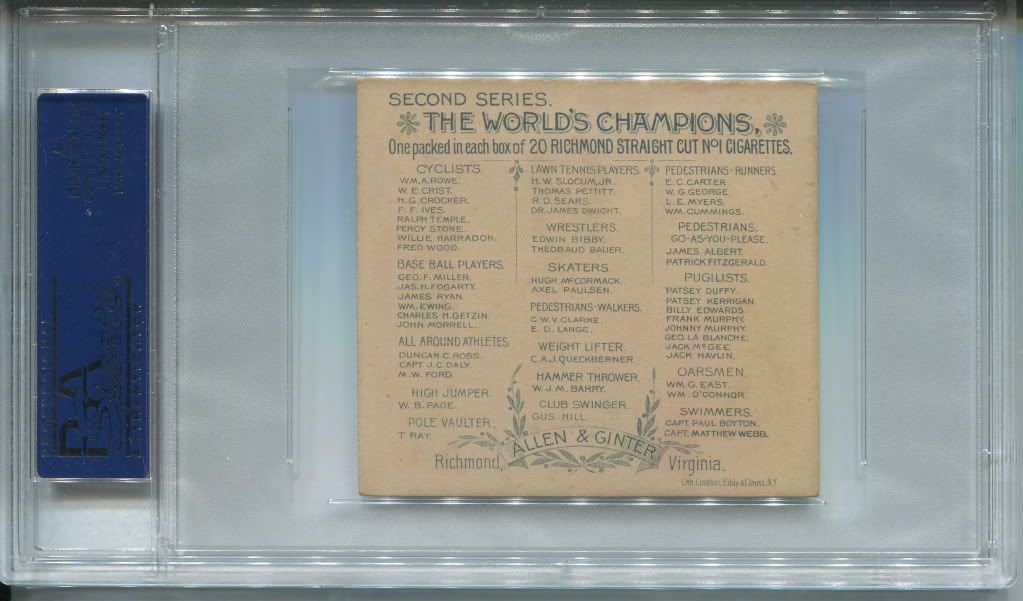 SECOND SERIES.
THE WORLD'S CHAMPIONS,
One packed in each box of 20 RICHMOND STRAIGHT CUT No1 CIGARETTES.
CYCLISTS
WM. A. ROWE.
W. E. CRIST.
H. G. CROCKER.
F. F. IVES.
RALPH TEMPLE.
PERCY STONE.
WILLIE HARRADON.
FRED WOOD.
BASE BALL PLAYERS.
GEO. F. MILLER.
JAS. H. FOGARTY.
JAMES RYAN.
WM. EWING.
CHARLES H. GETZIN.
JOHN MORRELL.
ALL AROUND ATHLETES.
DUNCAN C. ROSS.
CAPT. J. C. DALY.
M. W. FORD.
HIGH JUMPER.
W. B. PAGE.
POLE VAULTER.
T. RAY.
LAWN TENNIS PLAYERS.
H. W. SLOCUM, JR.
THOMAS PETTITT.
R. D. SEARS.
DR. JAMES DWIGHT.
WRESTLERS.
EDWIN BIBBY.
THEOBAUD BAUER.
SKATERS.
HUGH McCORMACK.
AXEL PAULSEN.
PEDESTRIANS-WALKERS.
C. W. V. CLARKE.
E. D. LANGE.
WEIGHT LIFTER.
C. A. J. QUECKBERNER.
HAMMER THROWER.
W. J. M. BARRY.
CLUB SWINGER.
GUS. HILL.
PEDESTRIANS-RUNNERS.
E. C. CARTER
W. G. GEORGE.
L. E. MYERS.
WM. CUMMINGS.
PEDESTRIANS.
GO-AS-YOU-PLEASE.
JAMES ALBERT.
PATRICK FITZGERALD.
PUGILISTS.
PATSEY DUFFY.
PATSEY KERRIGAN.
BILLY EDWARDS.
FRANK MURPHY.
JOHNNY MURPHY.
GEO. LA BLANCHE.
JACK McGEE.
JACK HAVLIN.
OARSMEN.
WM. G. EAST.
WM. O'CONNOR.
SWIMMERS.
CAPT. PAUL BOYTON.
CAPT. MATTHEW WEBB.
ALLEN & GINTER
Richmond, Virginia.
Lith. Lindner, Eddy & Clauss. N.Y.
PSA